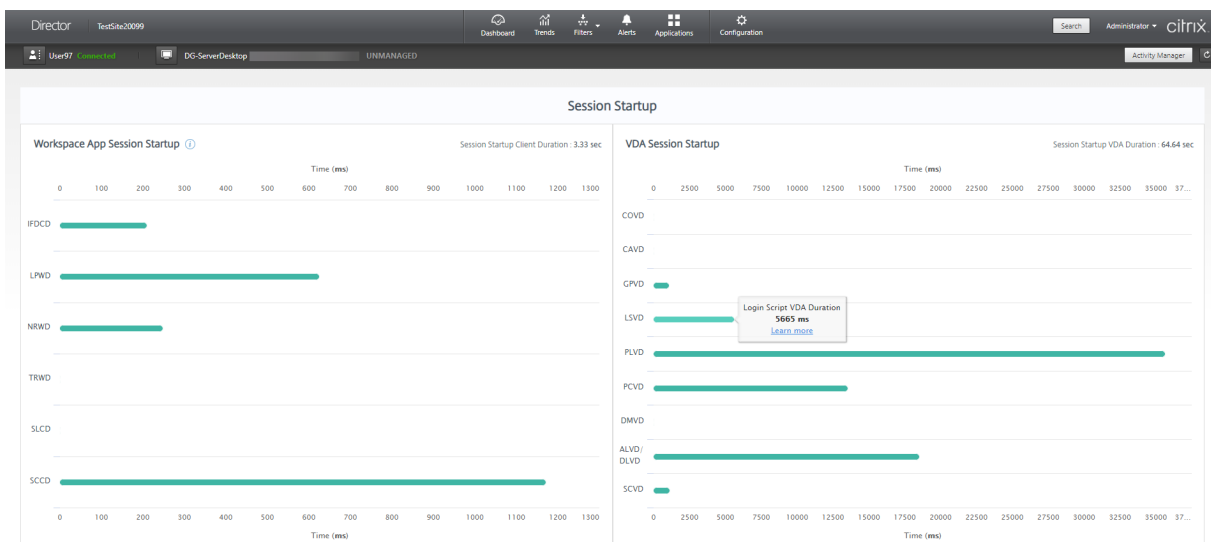 Director TestSite20099 Dashboard Trends Filters Alerts Applications Configuration Search Administrator citrix
User97 Connected DG-ServerDesktop UNMANAGED Activity Manager
Session Startup
Workspace App Session Startup Session Startup Client Duration : 3.33 sec
Time (ms)
0 100 200 300 400 500 600 700 800 900 1000 1100 1200 1300
IFDCD
LPWD
NRWD
TRWD
SLCD
SCCD
0 100 200 300 400 500 600 700 800 900 1000 1100 1200 1300
Time (ms)
VDA Session Startup Session Startup VDA Duration : 64.64 sec
Time (ms)
0 2500 5000 7500 10000 12500 15000 17500 20000 22500 25000 27500 30000 32500 35000 37...
COVD
CAVD
GPVD
LSVD
Login Script VDA Duration
5665 ms
Learn more
PLVD
PCVD
DMVD
ALVD/
DLVD
SCVD
0 2500 5000 7500 10000 12500 15000 17500 20000 22500 25000 27500 30000 32500 35000 37...
Time (ms)